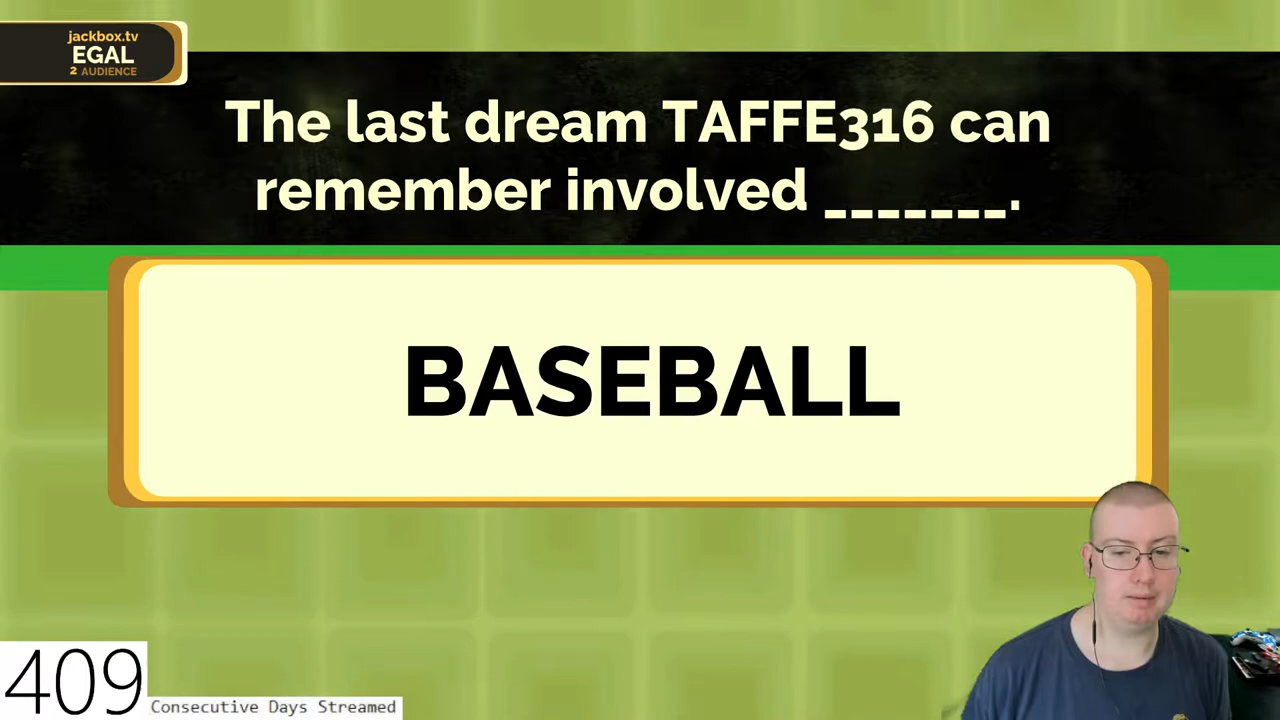 jackbox.tv
EGAL
2 AUDIENCE
The last dream TAFFE316 can
remember involved _______.
BASEBALL
409
Consecutive Days Streamed